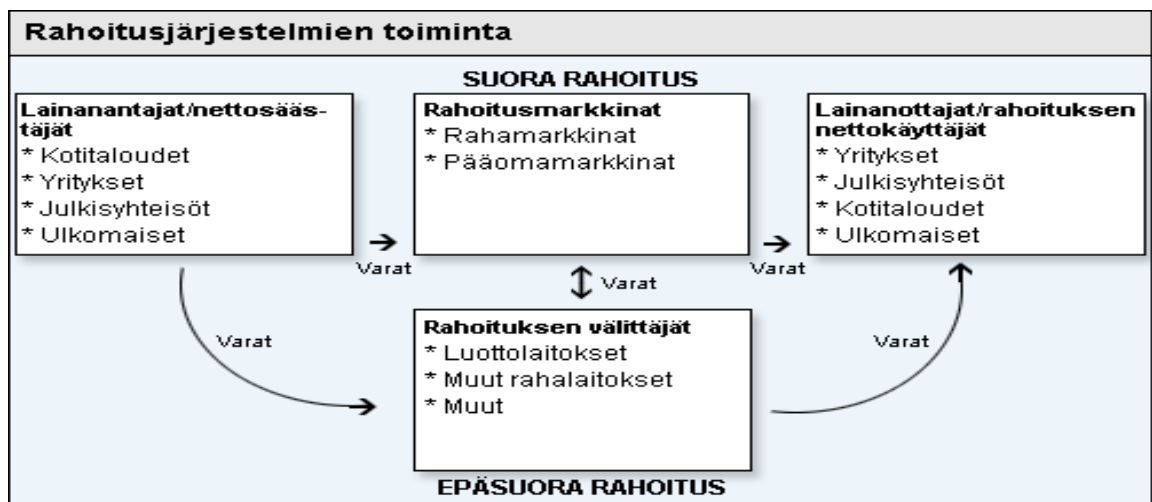 Rahoitusjärjestelmien toiminta
SUORA RAHOITUS
Lainanantajat/nettosääs-
täjät
* Kotitaloudet
* Yritykset
* Julkisyhteisöt
* Ulkomaiset
Varat
Rahoitusmarkkinat
* Rahamarkkinat
* Pääomamarkkinat
Varat
Lainanottajat/rahoituksen
nettokäyttäjät
* Yritykset
* Julkisyhteisöt
* Kotitaloudet
* Ulkomaiset
Varat
Varat
Rahoituksen välittäjät
* Luottolaitokset
* Muut rahalaitokset
* Muut
Varat
EPÄSUORA RAHOITUS